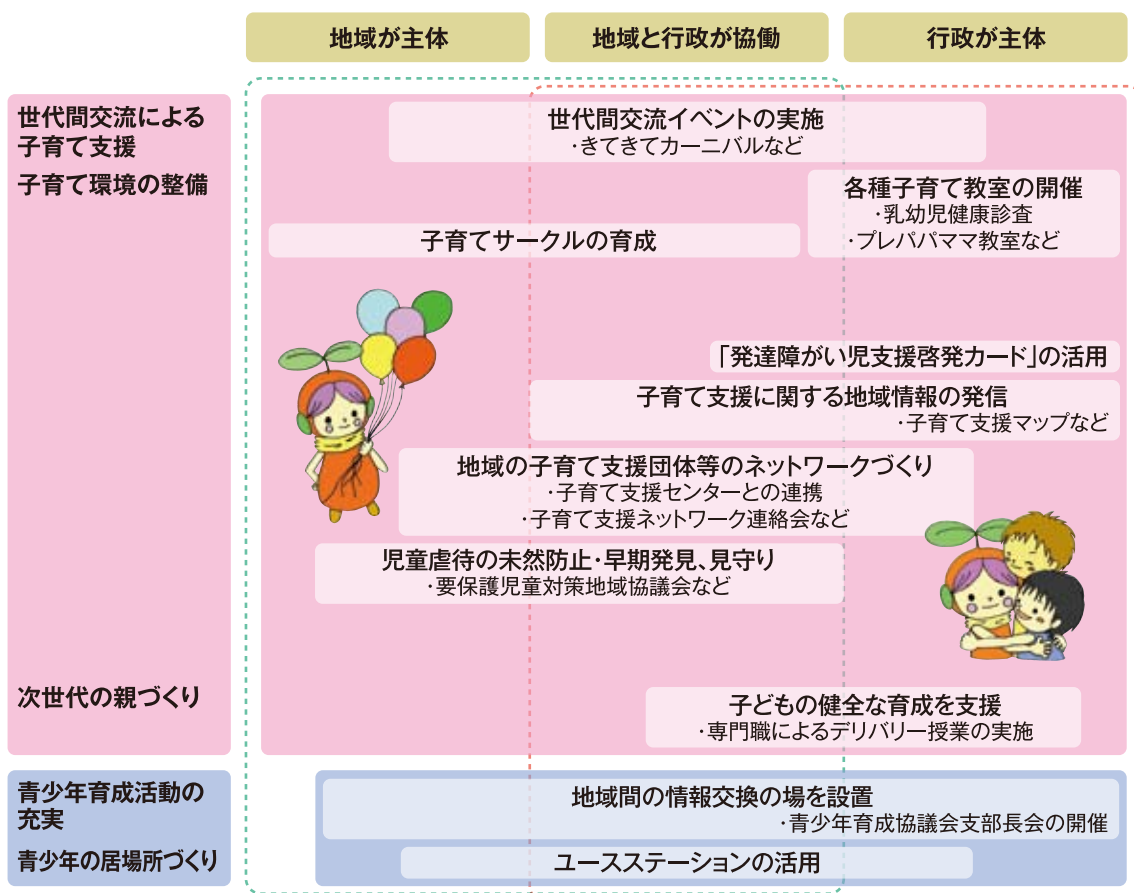 地域が主体
地域と行政が協働
行政が主体
世代間交流による
子育て支援
世代間交流イベントの実施
・きてきてカーニバルなど
子育て環境の整備
各種子育て教室の開催
・乳幼児健康診査
・プレパパママ教室など
子育てサークルの育成
「発達障がい児支援啓発カード」の活用
子育て支援に関する地域情報の発信
・子育て支援マップなど
地域の子育て支援団体等のネットワークづくり
・子育て支援センターとの連携
・子育て支援ネットワーク連絡会など
児童虐待の未然防止・早期発見、見守り
・要保護児童対策地域協議会など
次世代の親づくり
子どもの健全な育成を支援
・専門職によるデリバリー授業の実施
青少年育成活動の
充実
地域間の情報交換の場を設置
・青少年育成協議会支部長会の開催
青少年の居場所づくり
ユースステーションの活用